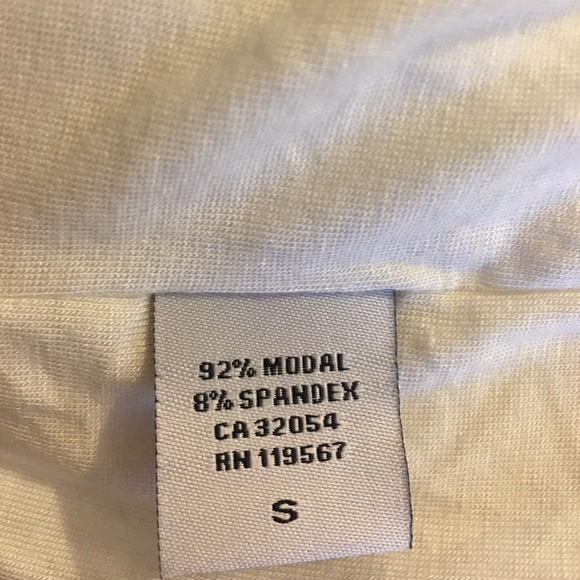 92% MODAL
8% SPANDEX
CA 32054
RN 119567
S